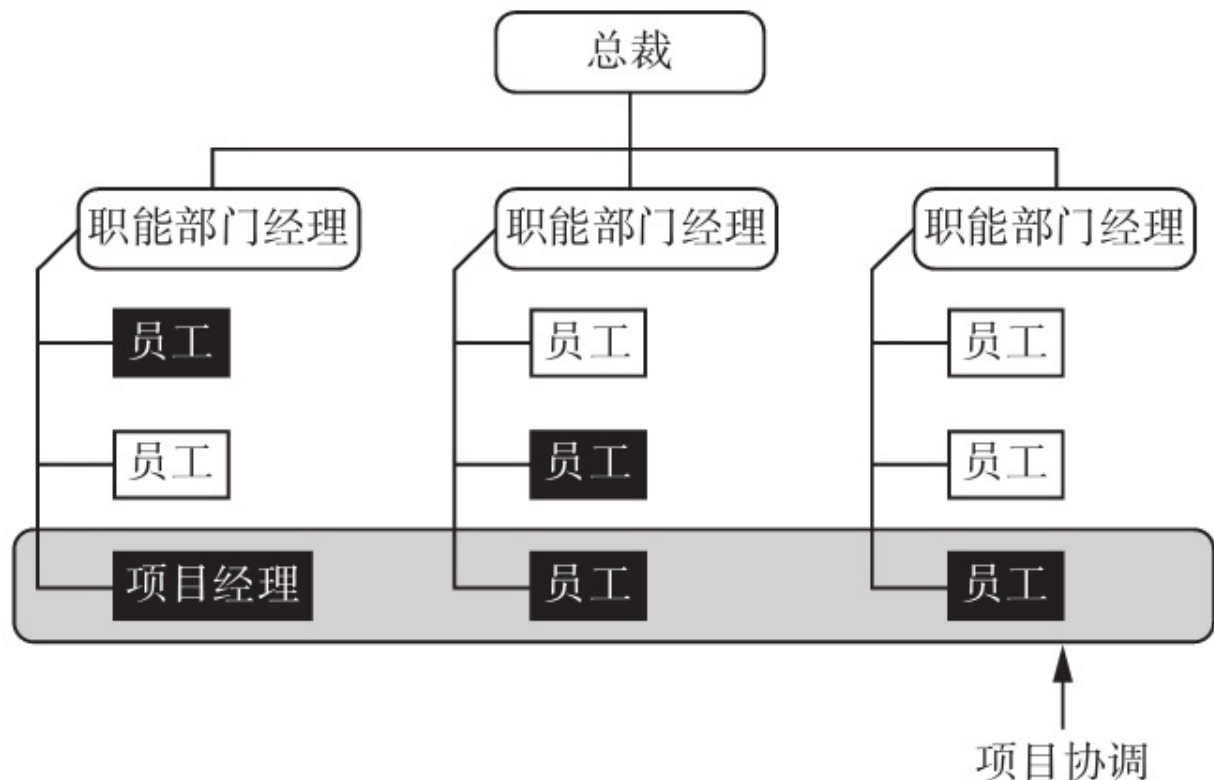 总裁
职能部门经理 职能部门经理 职能部门经理
员工 员工 员工
员工 员工 员工
项目经理 员工 员工
项目协调